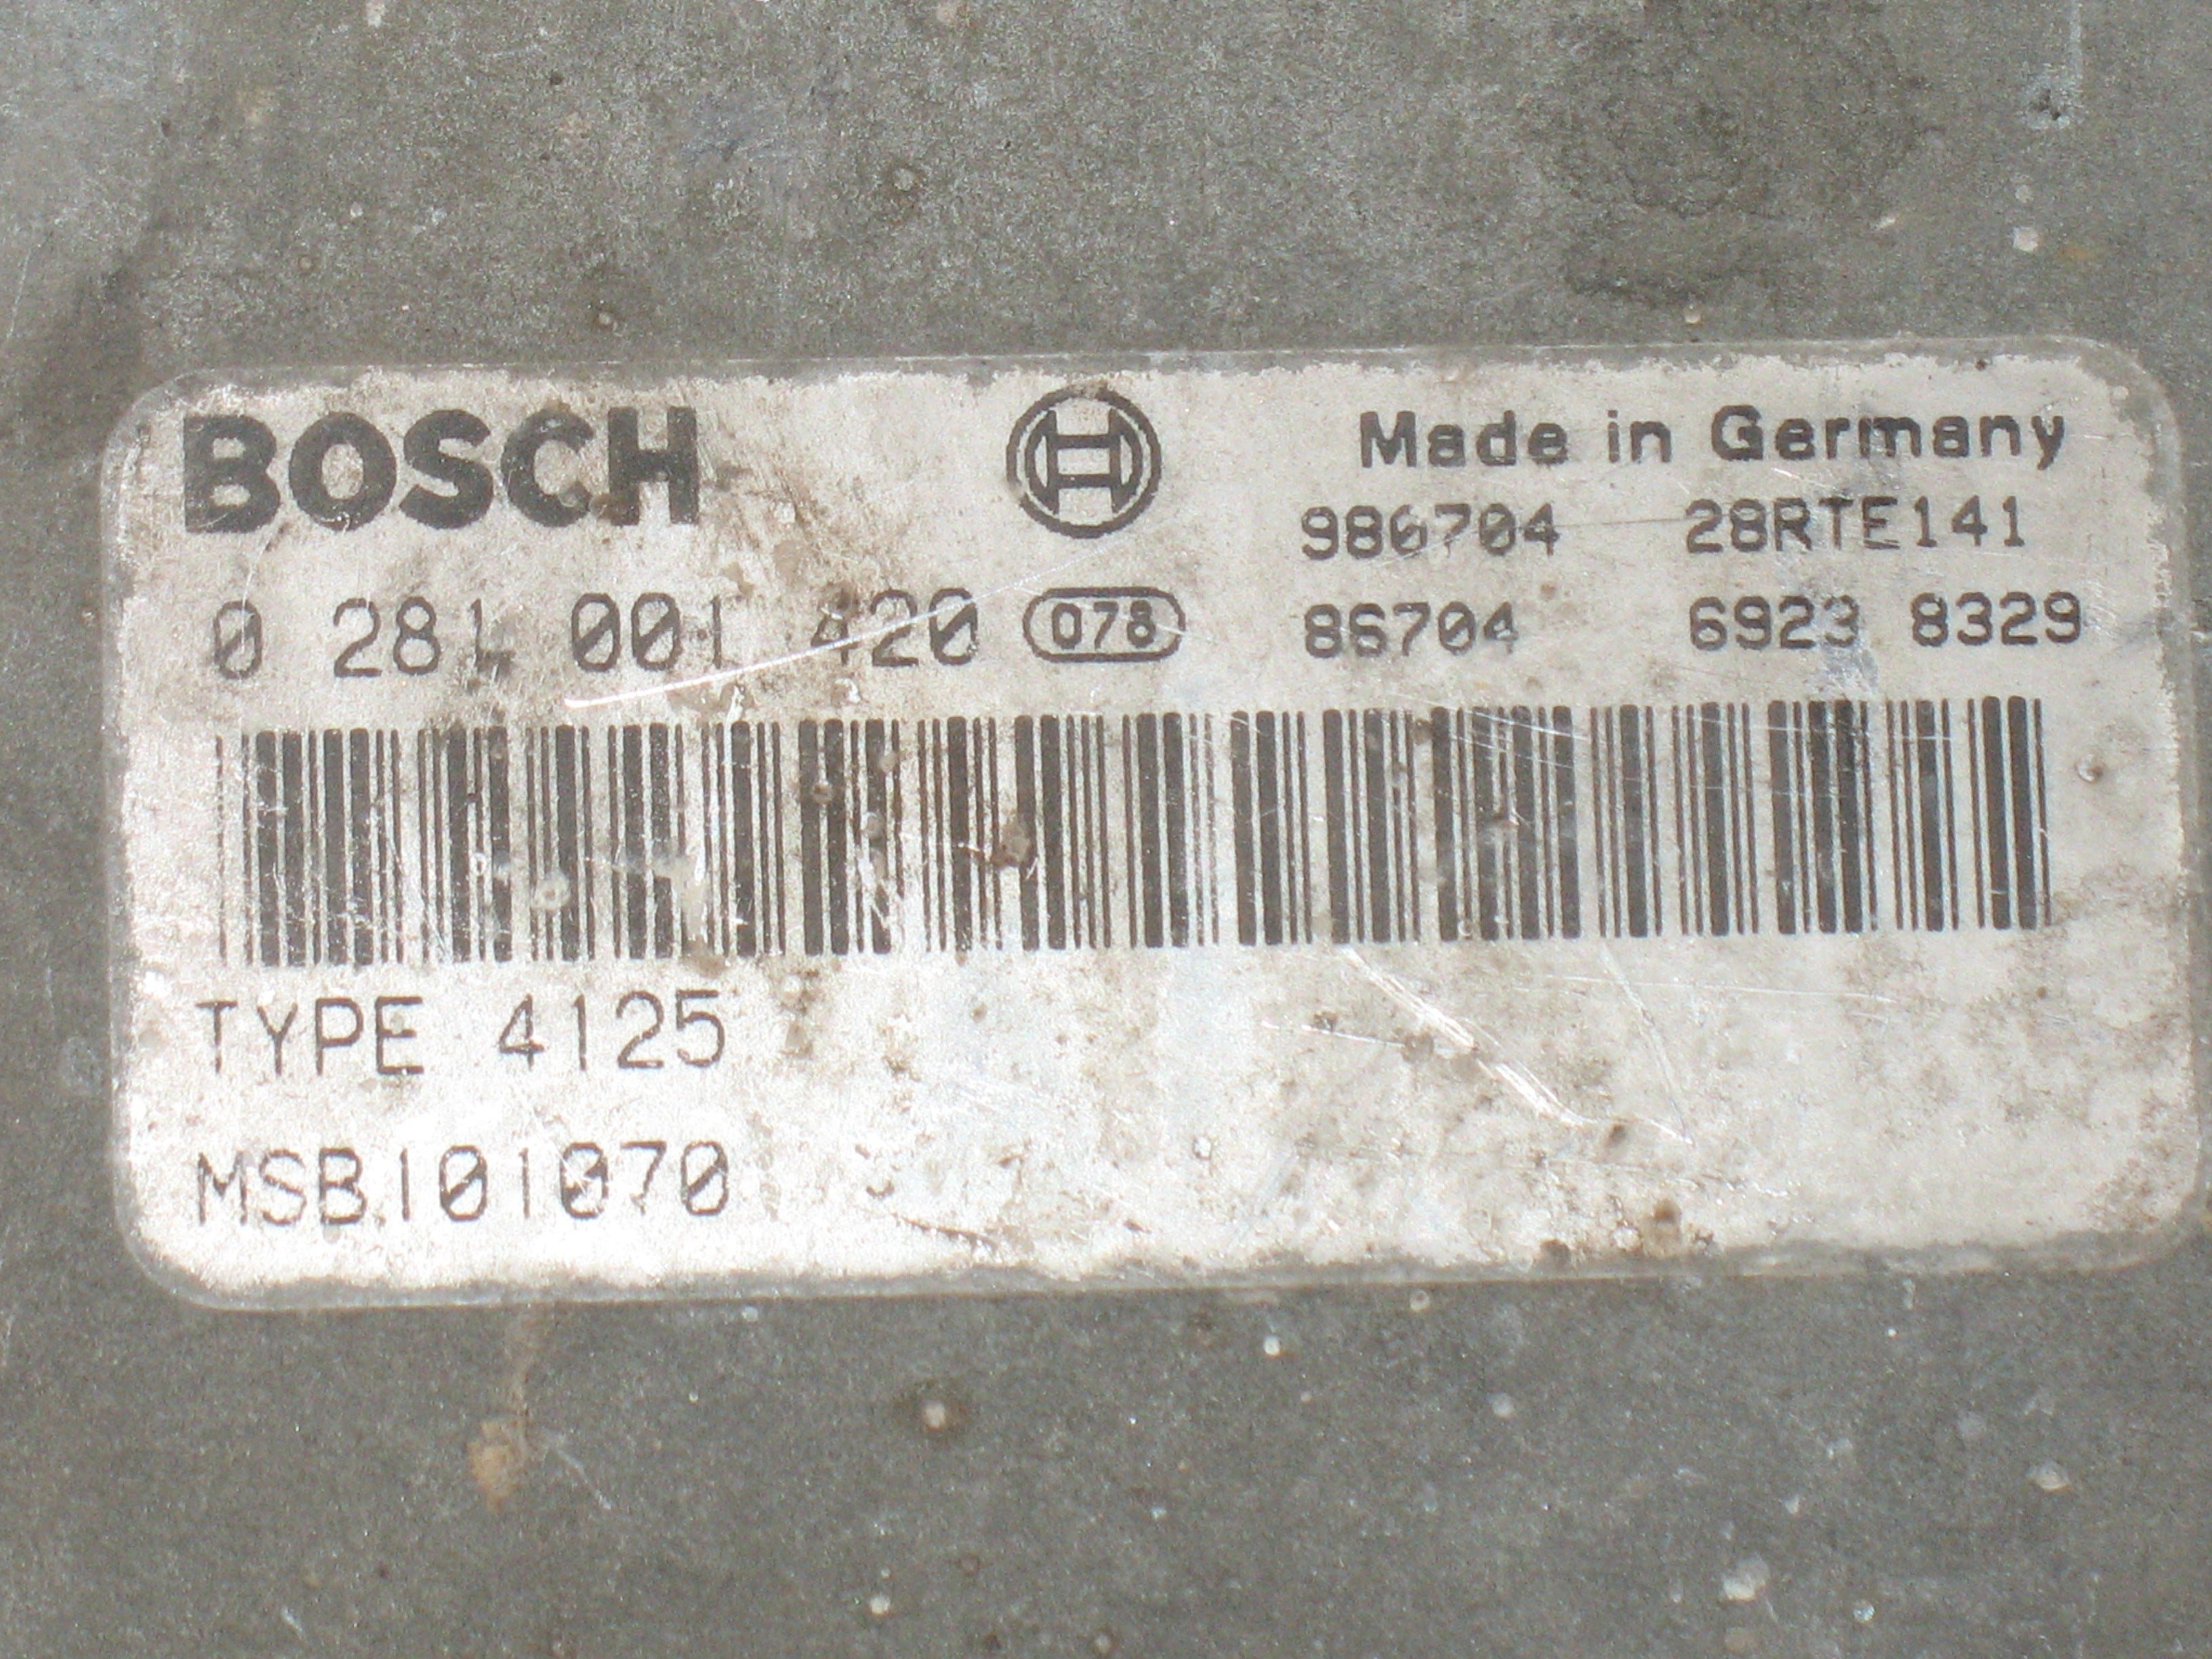 BOSCH Made in Germany
980704 28RTE141
0 281 001 420 078 86704 6923 8329
TYPE 4125
MSB101070